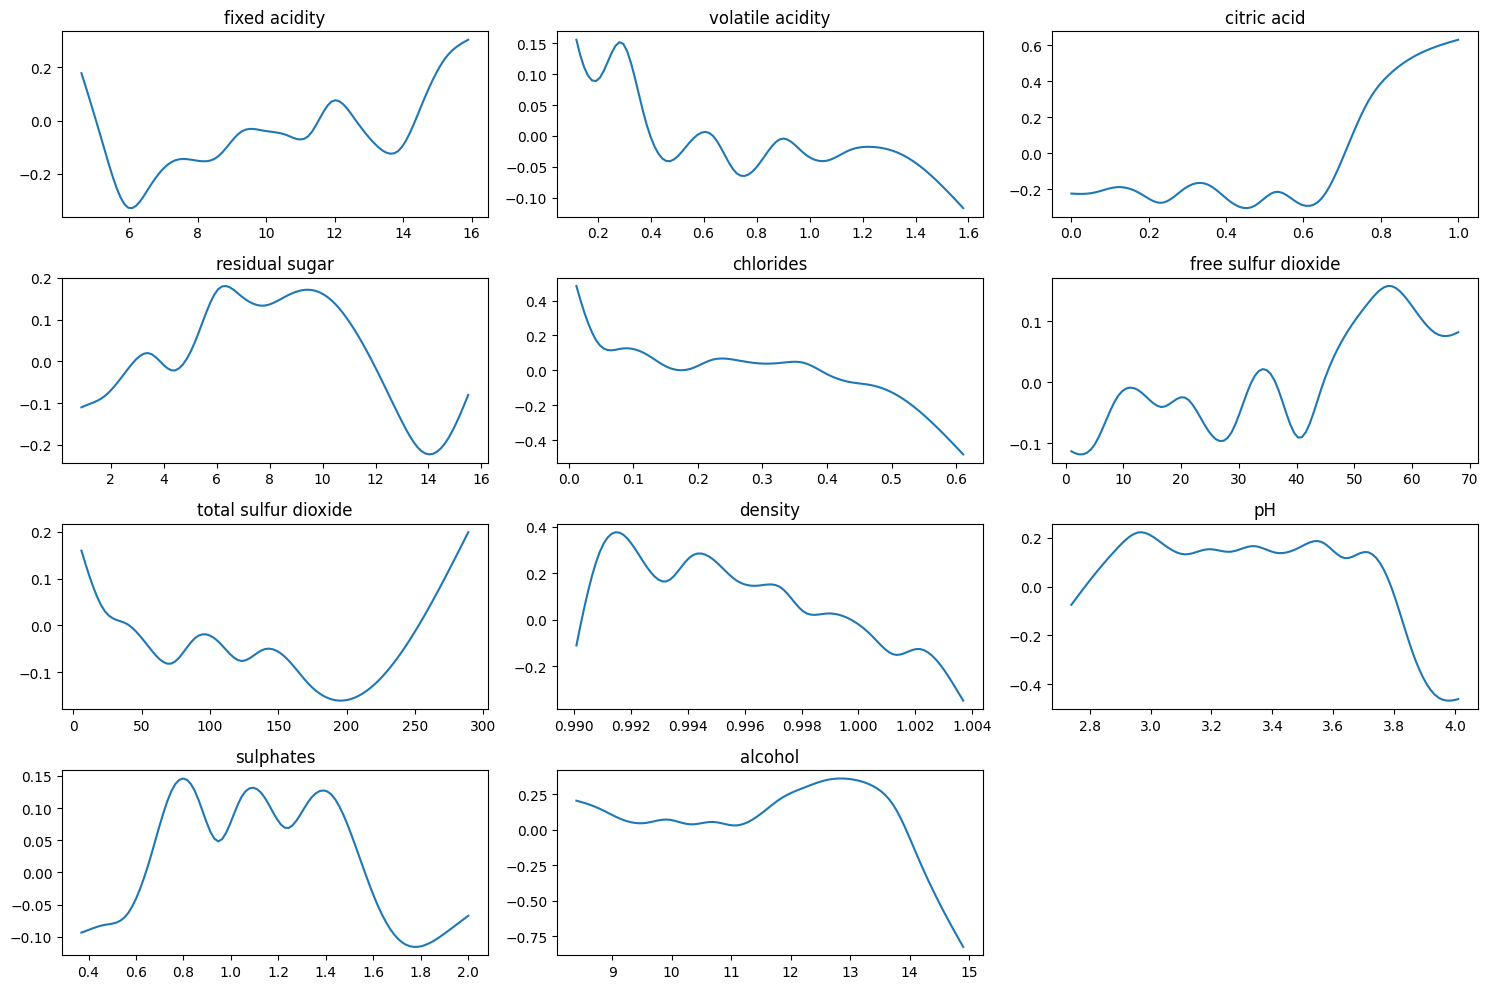 fixed acidity
0.2
0.0
−0.2
6 8 10 12 14 16
volatile acidity
0.15
0.10
0.05
0.00
−0.05
−0.10
0.2 0.4 0.6 0.8 1.0 1.2 1.4 1.6
citric acid
0.6
0.4
0.2
0.0
−0.2
0.0 0.2 0.4 0.6 0.8 1.0
residual sugar
0.2
0.1
0.0
−0.1
−0.2
2 4 6 8 10 12 14 16
chlorides
0.4
0.2
0.0
−0.2
−0.4
0.0 0.1 0.2 0.3 0.4 0.5 0.6
free sulfur dioxide
0.1
0.0
−0.1
0 10 20 30 40 50 60 70
total sulfur dioxide
0.2
0.1
0.0
−0.1
0 50 100 150 200 250 300
density
0.4
0.2
0.0
−0.2
0.990 0.992 0.994 0.996 0.998 1.000 1.002 1.004
pH
0.2
0.0
−0.2
−0.4
2.8 3.0 3.2 3.4 3.6 3.8 4.0
sulphates
0.15
0.10
0.05
0.00
−0.05
−0.10
0.4 0.6 0.8 1.0 1.2 1.4 1.6 1.8 2.0
alcohol
0.25
0.00
−0.25
−0.50
−0.75
9 10 11 12 13 14 15